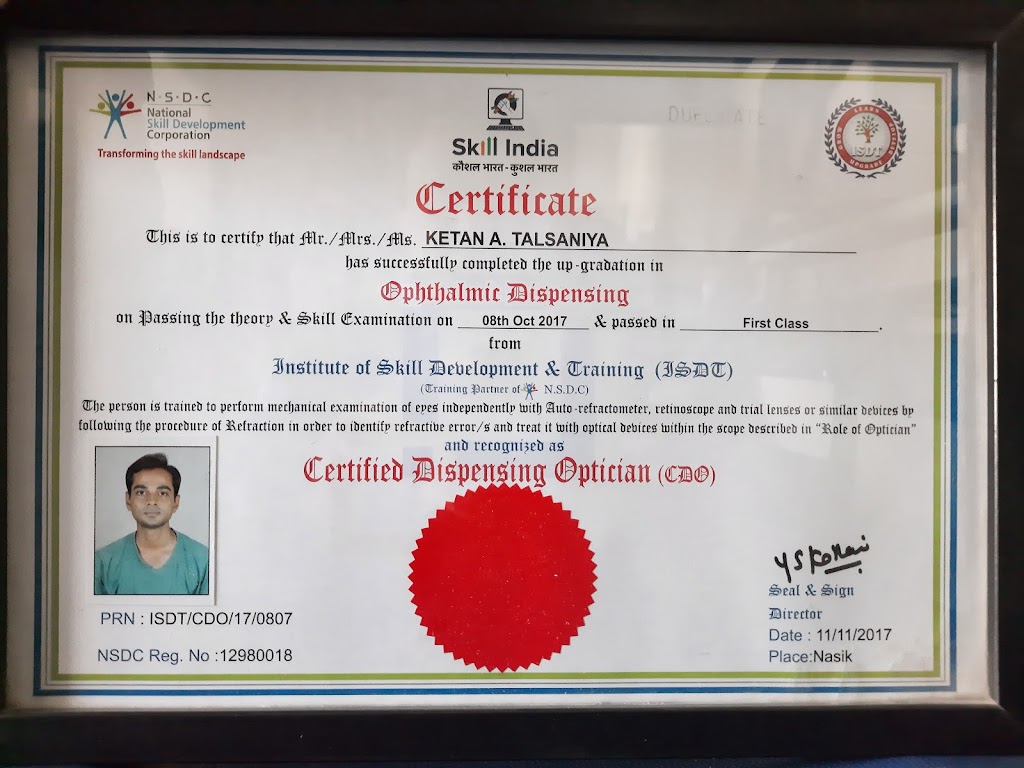 N·S·D·C
National
Skill Development
Corporation
Transforming the skill landscape
Skill India
कौशल भारत - कुशल भारत
DUPLICATE
LEARN
UPGRADE
ISDT
Certificate
This is to certify that Mr./Mrs./Ms. KETAN A. TALSANIYA
has successfully completed the up-gradation in
Ophthalmic Dispensing
on Passing the theory & Skill Examination on 08th Oct 2017 & passed in First Class.
from
Institute of Skill Development & Training (ISDT)
(Training Partner of N.S.D.C)
The person is trained to perform mechanical examination of eyes independently with Auto-refractometer, retinoscope and trial lenses or similar devices by
following the procedure of Refraction in order to identify refractive error/s and treat it with optical devices within the scope described in "Role of Optician"
and recognized as
Certified Dispensing Optician (CDO)
PRN : ISDT/CDO/17/0807
NSDC Reg. No :12980018
Seal & Sign
Director
Date : 11/11/2017
Place:Nasik